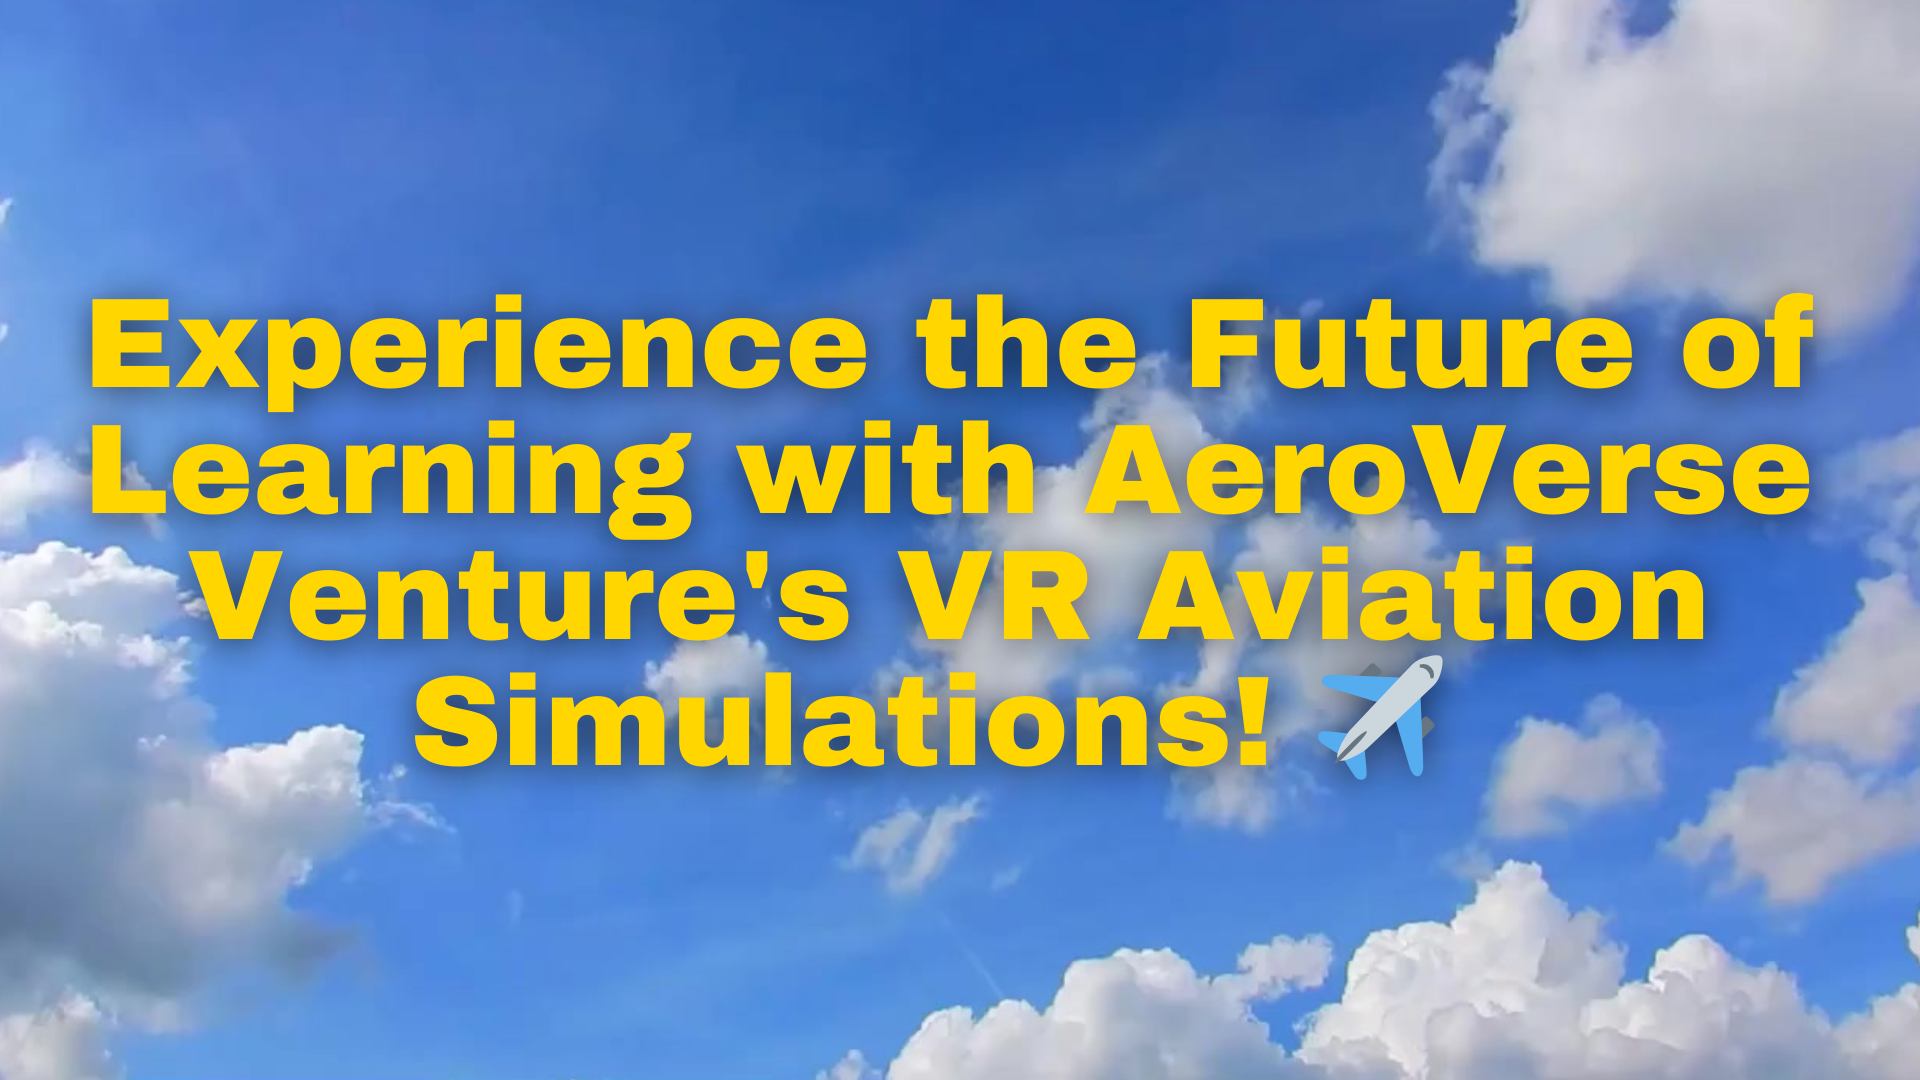 Experience the Future of
Learning with AeroVerse
Venture's VR Aviation
Simulations! ✈️